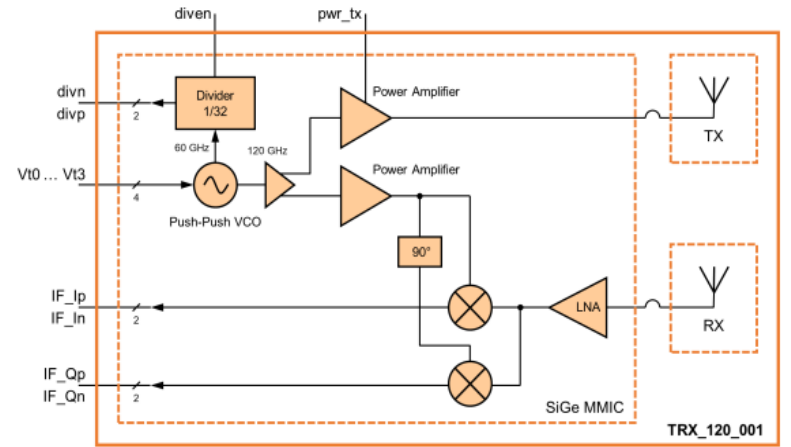 diven
pwr_tx
divn
divp
2
Divider
1/32
Power Amplifier
60 GHz
120 GHz
TX
Vt0 ... Vt3
4
Push-Push VCO
Power Amplifier
90°
IF_Ip
IF_In
2
LNA
RX
IF_Qp
IF_Qn
2
SiGe MMIC
TRX_120_001